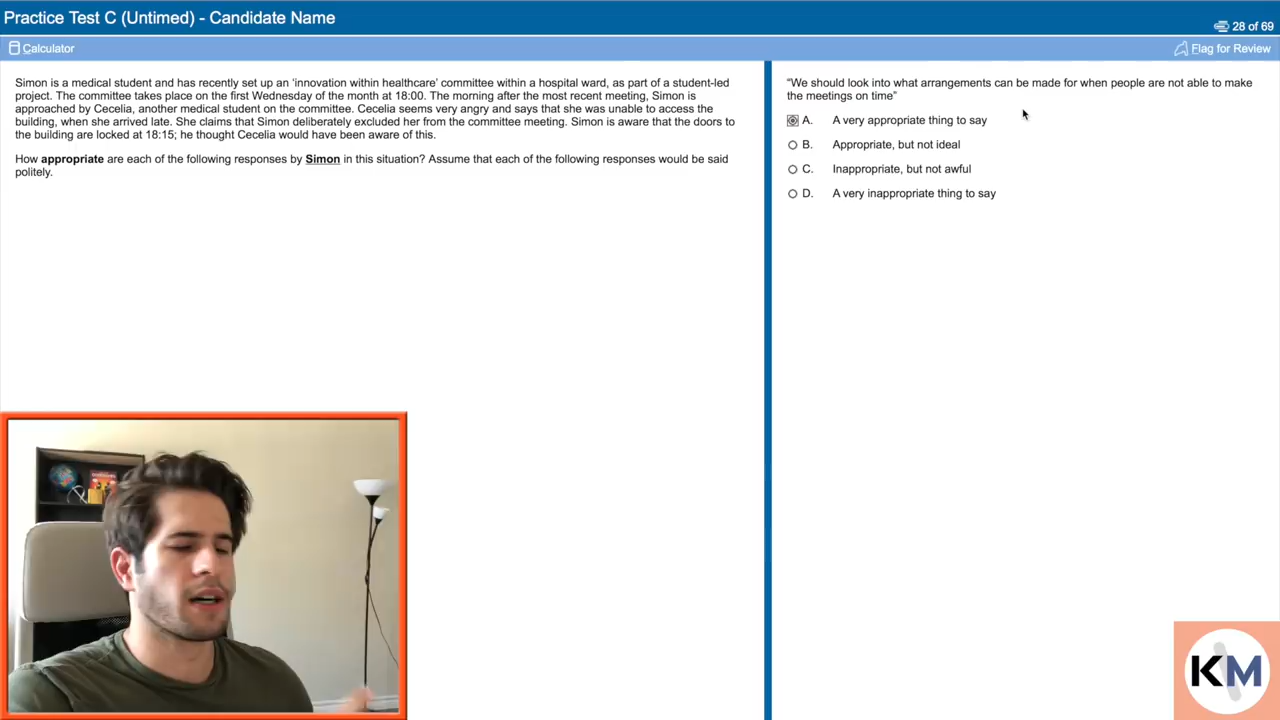 Practice Test C (Untimed) - Candidate Name
28 of 69
Calculator
Flag for Review
Simon is a medical student and has recently set up an 'innovation within healthcare' committee within a hospital ward, as part of a student-led
project. The committee takes place on the first Wednesday of the month at 18:00. The morning after the most recent meeting, Simon is
approached by Cecelia, another medical student on the committee. Cecelia seems very angry and says that she was unable to access the
building, when she arrived late. She claims that Simon deliberately excluded her from the committee meeting. Simon is aware that the doors to
the building are locked at 18:15; he thought Cecelia would have been aware of this.
How appropriate are each of the following responses by Simon in this situation? Assume that each of the following responses would be said
politely.
“We should look into what arrangements can be made for when people are not able to make
the meetings on time”
A. A very appropriate thing to say
B. Appropriate, but not ideal
C. Inappropriate, but not awful
D. A very inappropriate thing to say
KM